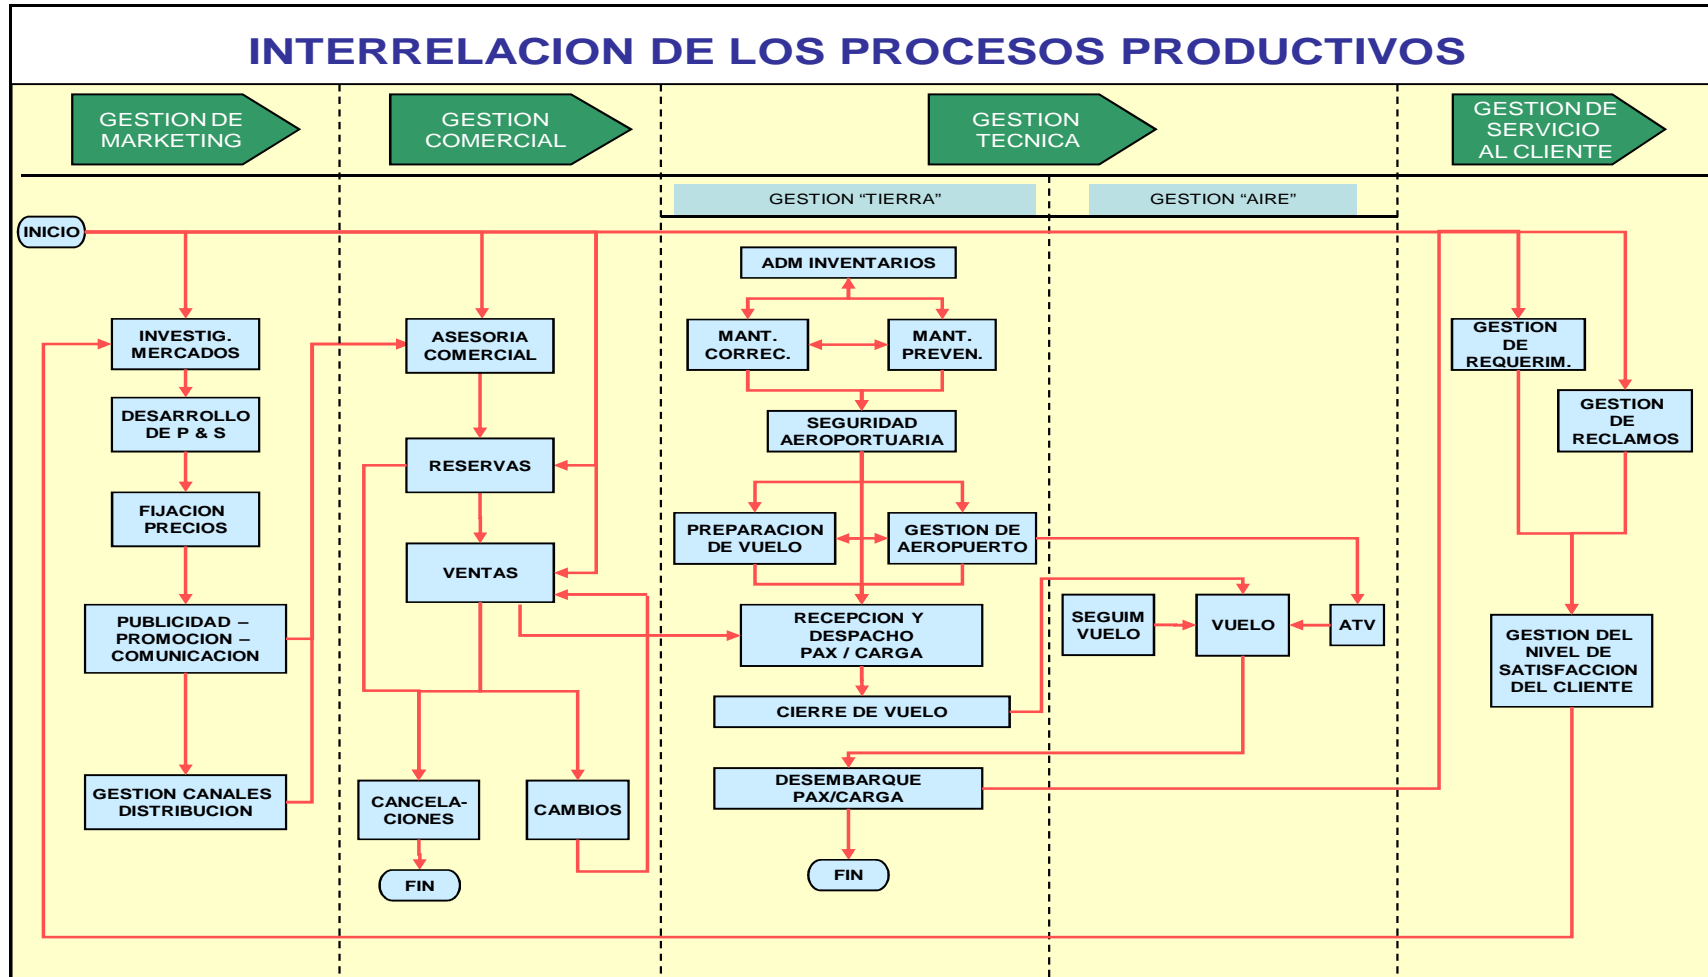 INTERRELACION DE LOS PROCESOS PRODUCTIVOS
GESTION DE
MARKETING
GESTION
COMERCIAL
GESTION
TECNICA
GESTION DE
SERVICIO
AL CLIENTE
GESTION “TIERRA”
GESTION “AIRE”
INICIO
ADM INVENTARIOS
INVESTIG.
MERCADOS
ASESORIA
COMERCIAL
MANT.
CORREC.
MANT.
PREVEN.
GESTION
DE
REQUERIM.
DESARROLLO
DE P & S
SEGURIDAD
AEROPORTUARIA
GESTION
DE
RECLAMOS
RESERVAS
FIJACION
PRECIOS
PREPARACION
DE VUELO
GESTION DE
AEROPUERTO
VENTAS
PUBLICIDAD –
PROMOCION –
COMUNICACION
RECEPCION Y
DESPACHO
PAX / CARGA
SEGUIM
VUELO
VUELO
ATV
GESTION DEL
NIVEL DE
SATISFACCION
DEL CLIENTE
CIERRE DE VUELO
GESTION CANALES
DISTRIBUCION
CANCELA-
CIONES
CAMBIOS
DESEMBARQUE
PAX/CARGA
FIN
FIN